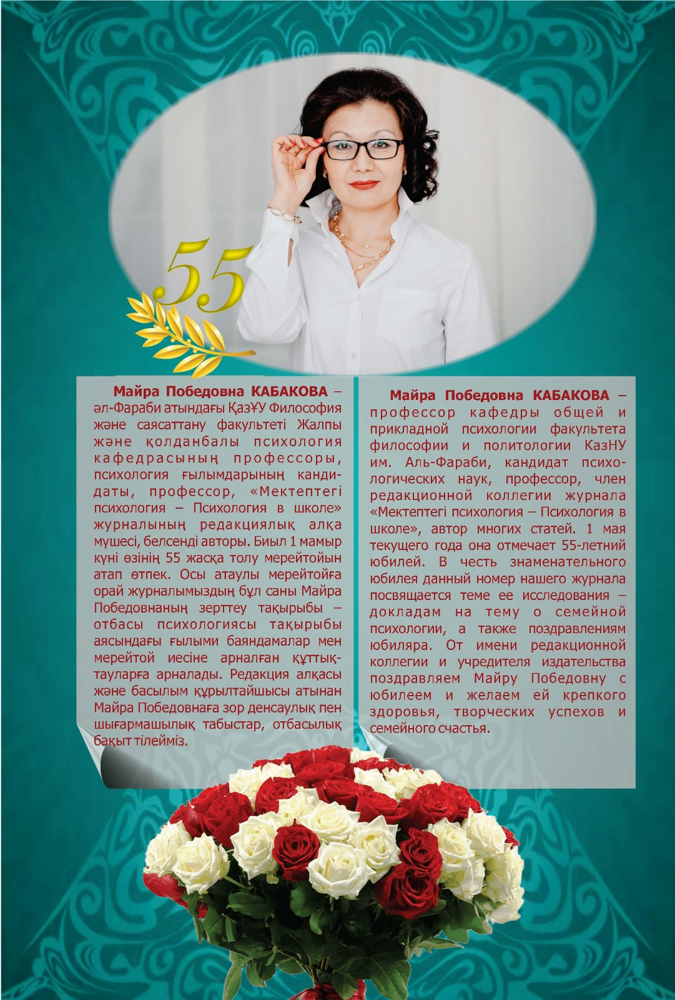 55
Майра Победовна КАБАКОВА –
әл-Фараби атындағы ҚазҰУ Философия
және саясаттану факультеті Жалпы
және қолданбалы психология
кафедрасының профессоры,
психология ғылымдарының канди-
даты, профессор, «Мектептегі
психология – Психология в школе»
журналының редакциялық алқа
мүшесі, белсенді авторы. Биыл 1 мамыр
күні өзінің 55 жасқа толу мерейтойын
атап өтпек. Осы атаулы мерейтойға
орай журналымыздың бұл саны Майра
Победовнаның зерттеу тақырыбы –
отбасы психологиясы тақырыбы
аясындағы ғылыми баяндамалар мен
мерейтой иесіне арналған құттық-
тауларға арналады. Редакция алқасы
және басылым құрылтайшысы атынан
Майра Победовнаға зор денсаулық пен
шығармашылық табыстар, отбасылық
бақыт тілейміз.
Майра Победовна КАБАКОВА –
профессор кафедры общей и
прикладной психологии факультета
философии и политологии КазНУ
им. Аль-Фараби, кандидат психо-
логических наук, профессор, член
редакционной коллегии журнала
«Мектептегі психология – Психология в
школе», автор многих статей. 1 мая
текущего года она отмечает 55-летний
юбилей. В честь знаменательного
юбилея данный номер нашего журнала
посвящается теме ее исследования –
докладам на тему о семейной
психологии, а также поздравлениям
юбиляра. От имени редакционной
коллегии и учредителя издательства
поздравляем Майру Победовну с
юбилеем и желаем ей крепкого
здоровья, творческих успехов и
семейного счастья.